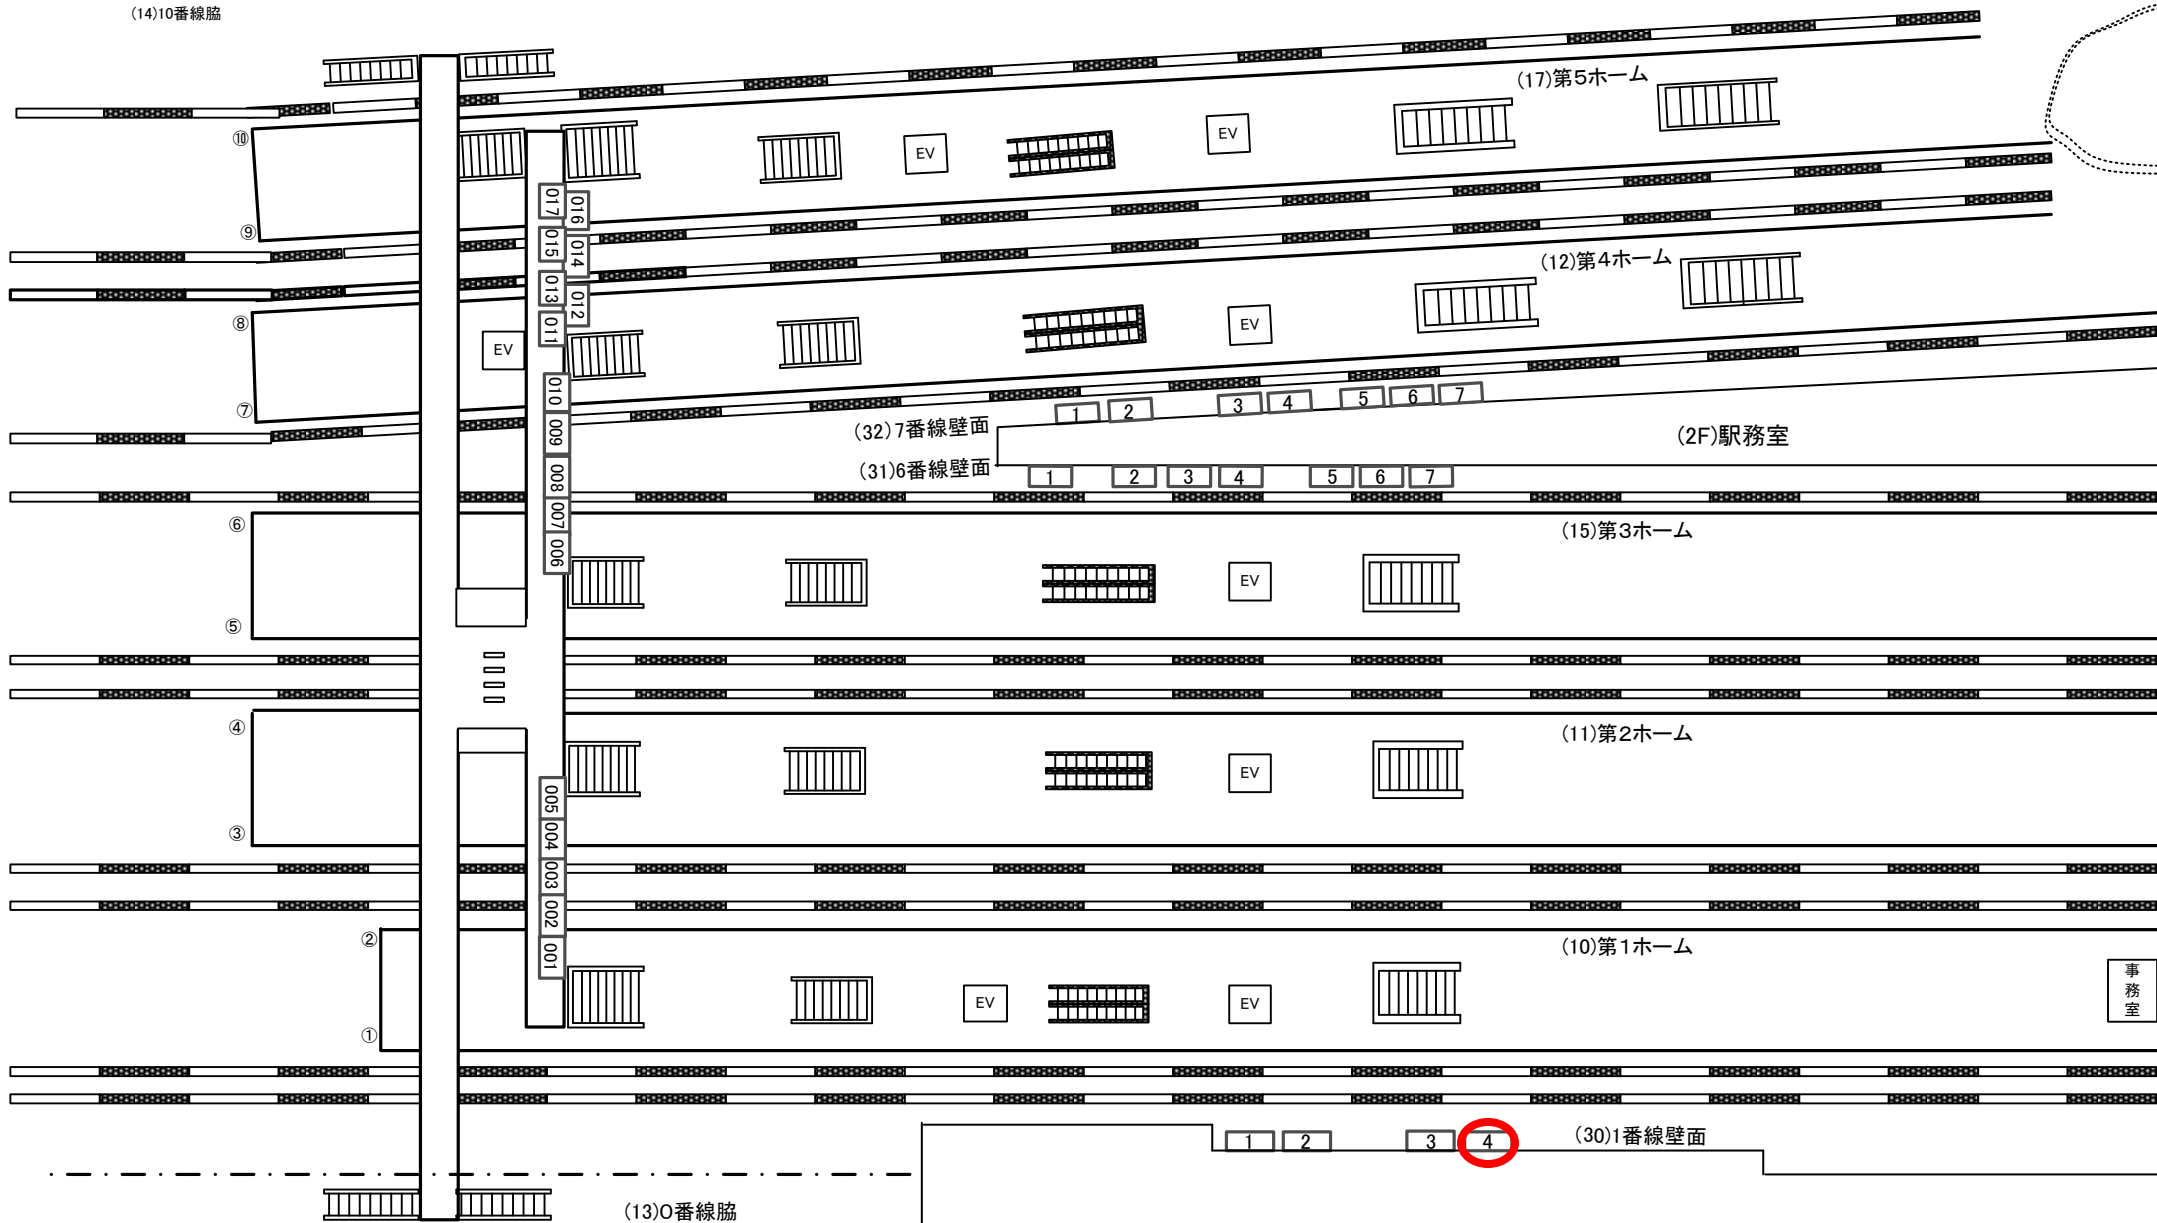 (14)10番線脇
(17)第5ホーム
⑩
EV
EV
017
016
⑨
015
014
(12)第4ホーム
013
012
⑧
011
EV
EV
010
⑦
1
2
3
4
5
6
7
009
(32)7番線壁面
(2F)駅務室
(31)6番線壁面
1
2
3
4
5
6
7
008
007
⑥
(15)第3ホーム
006
EV
⑤
④
(11)第2ホーム
EV
005
③
004
003
002
②
(10)第1ホーム
001
EV
EV
事
務
室
①
1
2
3
4
(30)1番線壁面
(13)0番線脇